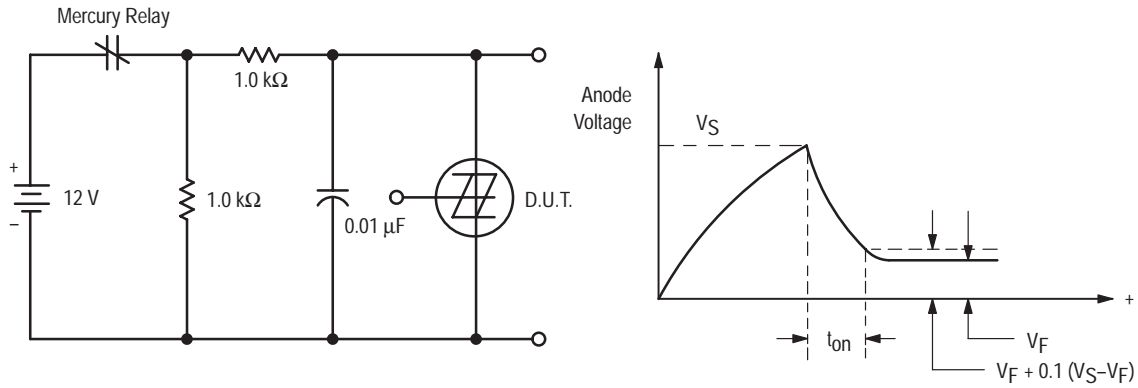 Mercury Relay
1.0 kΩ
+
12 V
–
1.0 kΩ
0.01 μF
D.U.T.
Anode
Voltage
VS
+
ton
VF
VF + 0.1 (VS–VF)